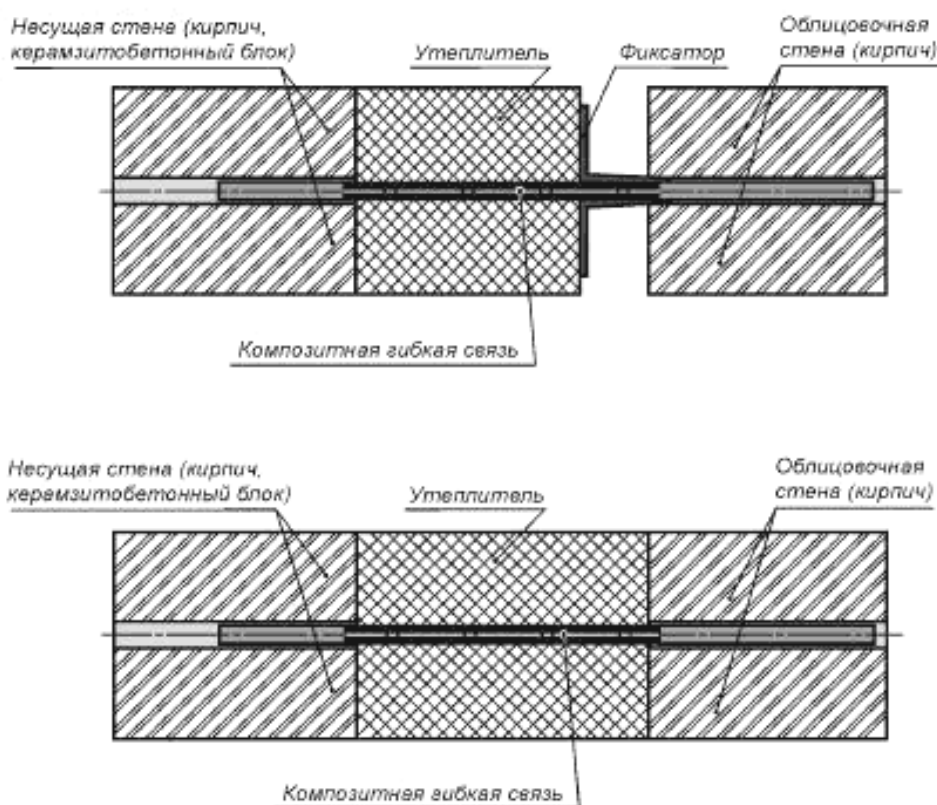 Несущая стена (кирпич,
керамзитобетонный блок)
Утеплитель
Фиксатор
Облицовочная
стена (кирпич)
Композитная гибкая связь
Несущая стена (кирпич,
керамзитобетонный блок)
Утеплитель
Облицовочная
стена (кирпич)
Композитная гибкая связь